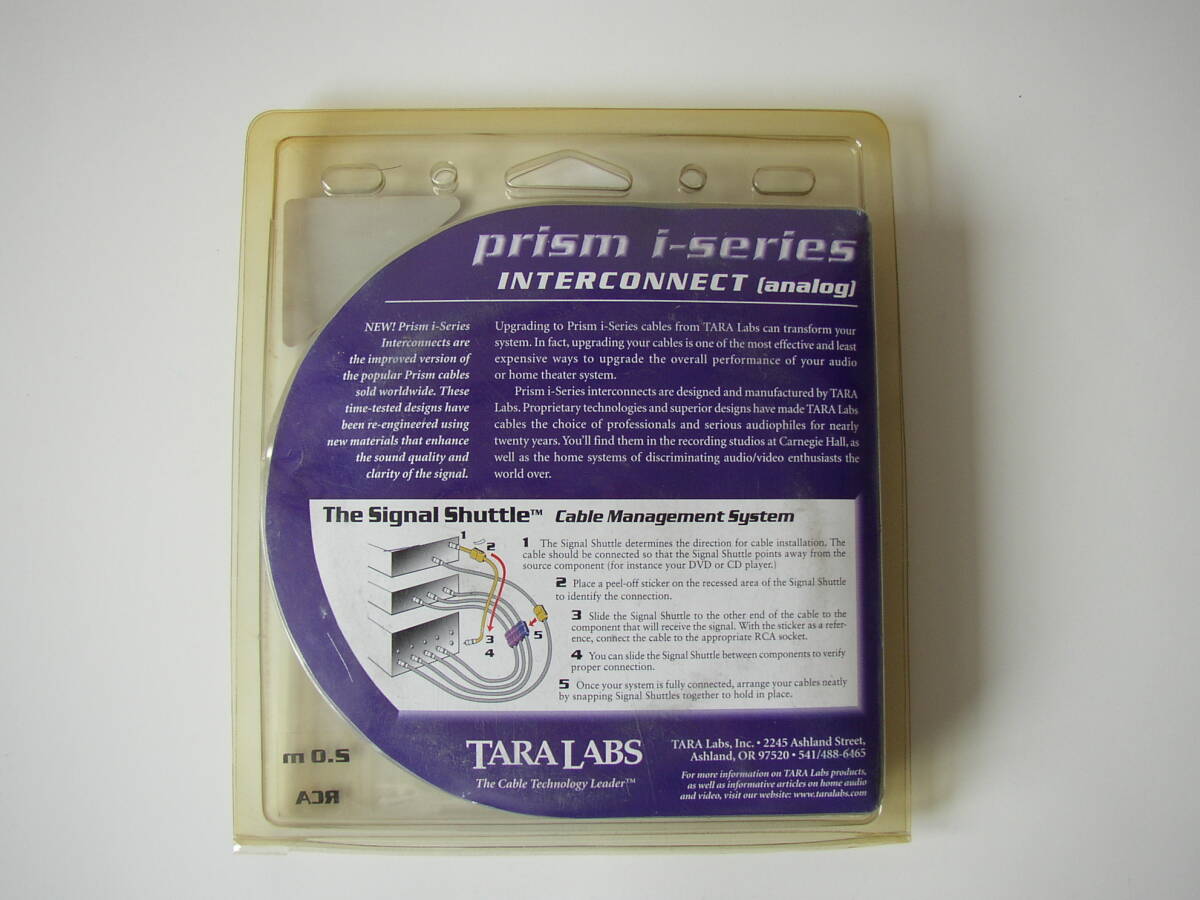 prism i-series
INTERCONNECT (analog)
NEW! Prism i-Series
Interconnects are
the improved version of
the popular Prism cables
sold worldwide. These
time-tested designs have
been re-engineered using
new materials that enhance
the sound quality and
clarity of the signal.
Upgrading to Prism i-Series cables from TARA Labs can transform your
system. In fact, upgrading your cables is one of the most effective and least
expensive ways to upgrade the overall performance of your audio
or home theater system.
Prism i-Series interconnects are designed and manufactured by TARA
Labs. Proprietary technologies and superior designs have made TARA Labs
cables the choice of professionals and serious audiophiles for nearly
twenty years. You'll find them in the recording studios at Carnegie Hall, as
well as the home systems of discriminating audio/video enthusiasts the
world over.
The Signal Shuttle™ Cable Management System
1
2
3
4
5
1 The Signal Shuttle determines the direction for cable installation. The
cable should be connected so that the Signal Shuttle points away from the
source component (for instance your DVD or CD player.)
2 Place a peel-off sticker on the recessed area of the Signal Shuttle
to identify the connection.
3 Slide the Signal Shuttle to the other end of the cable to the
component that will receive the signal. With the sticker as a refer-
ence, connect the cable to the appropriate RCA socket.
4 You can slide the Signal Shuttle between components to verify
proper connection.
5 Once your system is fully connected, arrange your cables neatly
by snapping Signal Shuttles together to hold in place.
2.0 m
RCA
TARA LABS
The Cable Technology Leader™
TARA Labs, Inc. • 2245 Ashland Street,
Ashland, OR 97520 • 541/488-6465
For more information on TARA Labs products,
as well as informative articles on home audio
and video, visit our website: www.taralabs.com